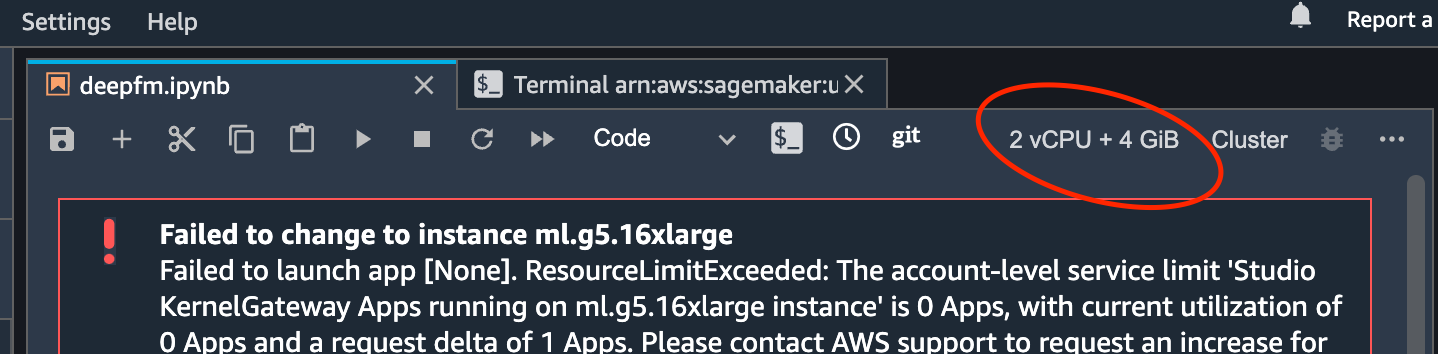 Settings Help Report a
deepfm.ipynb $_ Terminal arn:aws:sagemaker:u
Code $_ git 2 vCPU + 4 GiB Cluster
Failed to change to instance ml.g5.16xlarge
Failed to launch app [None]. ResourceLimitExceeded: The account-level service limit 'Studio
KernelGateway Apps running on ml.g5.16xlarge instance' is 0 Apps, with current utilization of
0 Apps and a request delta of 1 Apps. Please contact AWS support to request an increase for